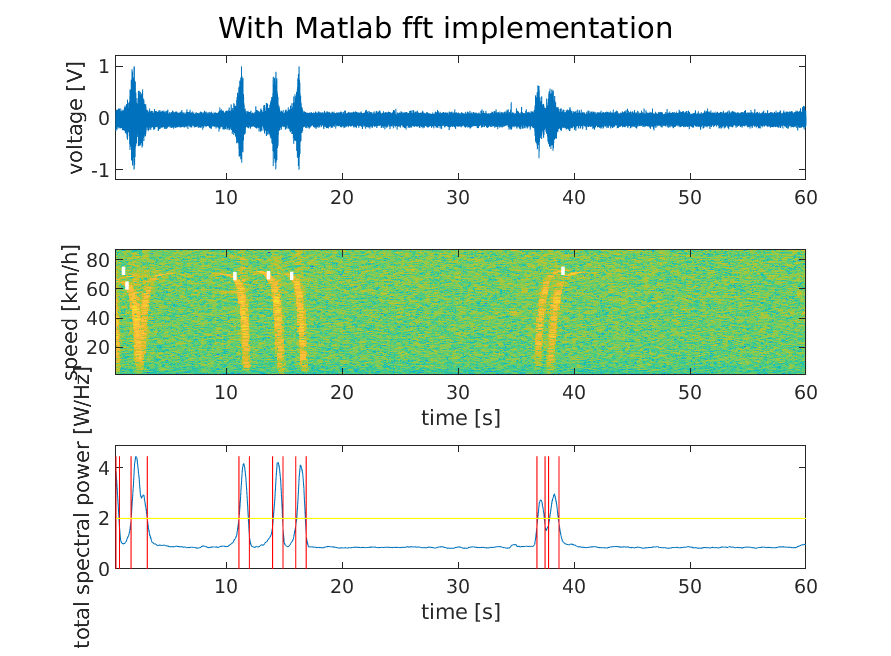 With Matlab fft implementation
voltage [V]
1
0
-1
10 20 30 40 50 60
speed [km/h]
80
60
40
20
10 20 30 40 50 60
time [s]
total spectral power [W/Hz]
4
2
0
10 20 30 40 50 60
time [s]